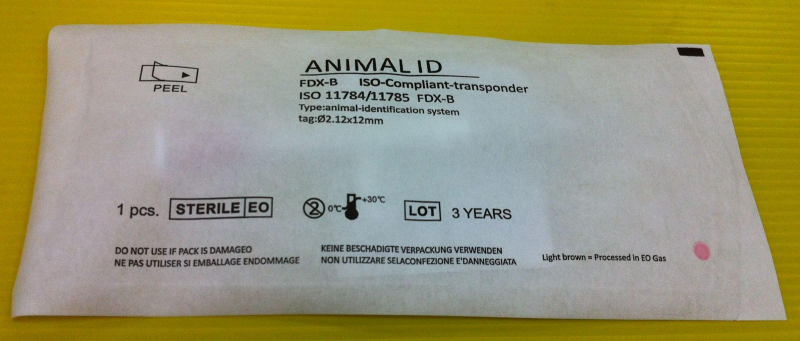 PEEL
ANIMAL ID
FDX-B ISO-Compliant-transponder
ISO 11784/11785 FDX-B
Type:animal-identification system
tag:Ø2.12x12mm
1 pcs. STERILE EO 2 0℃ +30℃ LOT 3 YEARS
DO NOT USE IF PACK IS DAMAGEO
NE PAS UTILISER SI EMBALLAGE ENDOMMAGE
KEINE BESCHADIGTE VERPACKUNG VERWENDEN
NON UTILIZZARE SELACONFEZIONE E'DANNEGGIATA
Light brown = Processed in EO Gas